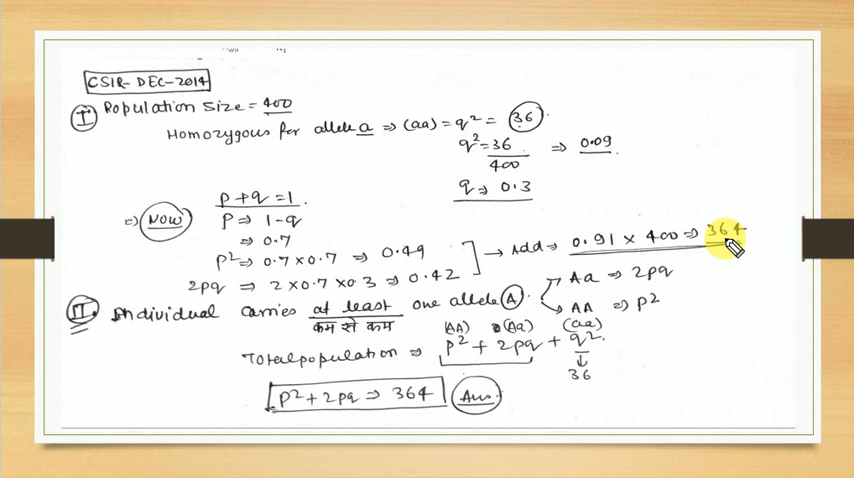 CSIR-DEC-2014
I Population Size = 400
Homozygous for allele a ⇒ (aa) = q² = 36
q² = 36/400 ⇒ 0.09
q ⇒ 0.3
p + q = 1
⇒ NOW p ⇒ 1-q
⇒ 0.7
p² ⇒ 0.7 × 0.7 ⇒ 0.49
2pq ⇒ 2 × 0.7 × 0.3 ⇒ 0.42
→ Add ⇒ 0.91 × 400 ⇒ 364
II. Individual carries at least one allele A
Aa ⇒ 2pq
AA ⇒ p²
कम से कम
(AA) (Aa) (aa)
Total population ⇒ p² + 2pq + q².
↓
36
p² + 2pq ⇒ 364 Ans.